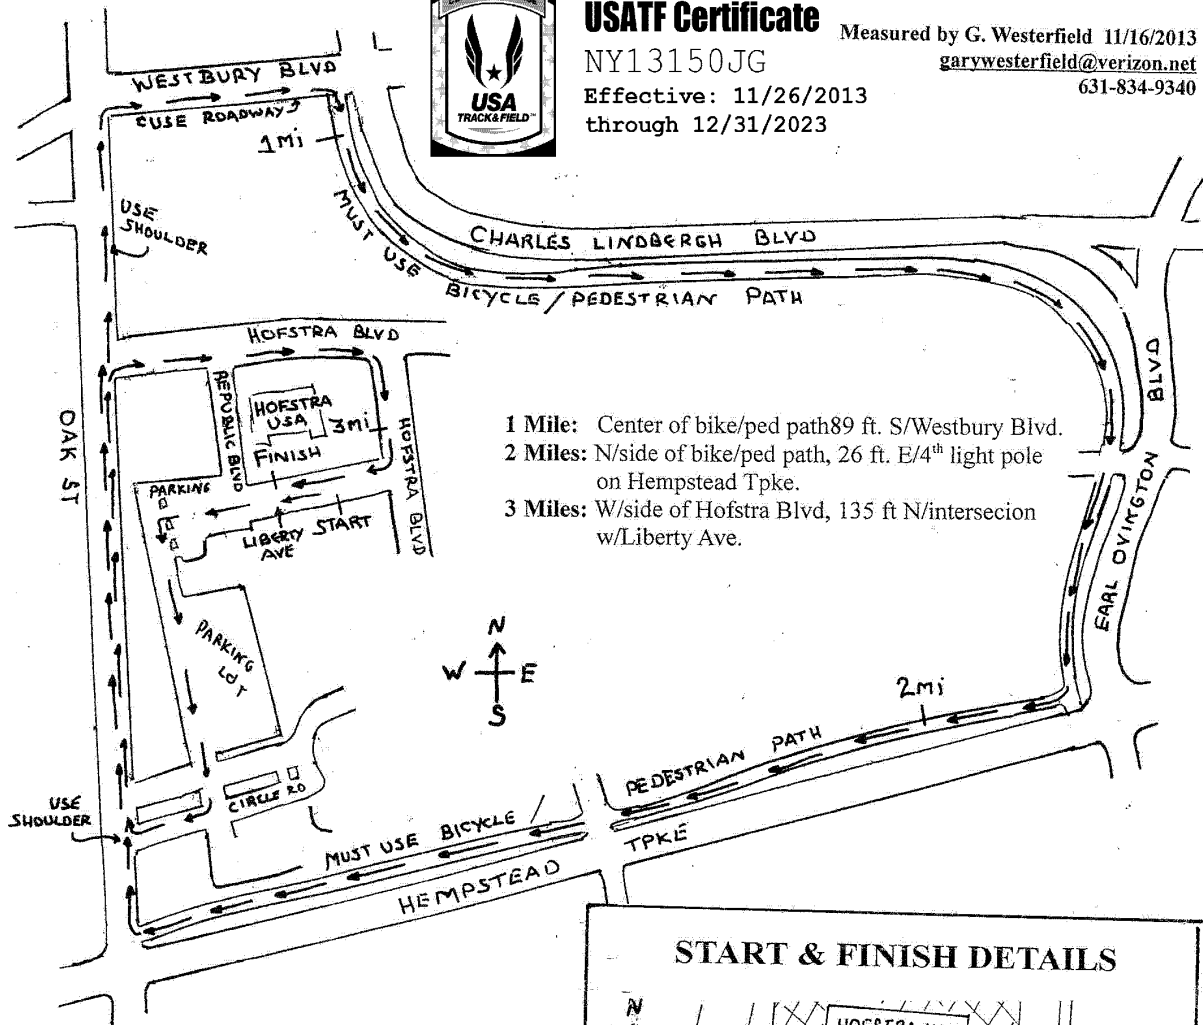 USATF Certificate
NY13150JG
Effective: 11/26/2013
through 12/31/2023
Measured by G. Westerfield 11/16/2013
garywesterfield@verizon.net
631-834-9340
USA
TRACK&FIELD™
WESTBURY BLVD
USE ROADWAY
1Mi
USE
SHOULDER
MUST USE BICYCLE/PEDESTRIAN PATH
CHARLES LINDBERGH BLVD
HOFSTRA BLVD
OAK ST
REPUBLIC BLVD
HOFSTRA
USA
3Mi
FINISH
HOFSTRA BLVD
PARKING
LIBERTY
AVE
START
1 Mile: Center of bike/ped path89 ft. S/Westbury Blvd.
2 Miles: N/side of bike/ped path, 26 ft. E/4th light pole
on Hempstead Tpke.
3 Miles: W/side of Hofstra Blvd, 135 ft N/intersecion
w/Liberty Ave.
EARL OVINGTON BLVD
PARKING
LOT
N
W E
S
2Mi
CIRCLE RD
USE
SHOULDER
MUST USE BICYCLE PEDESTRIAN PATH
HEMPSTEAD TPKE
START & FINISH DETAILS
N